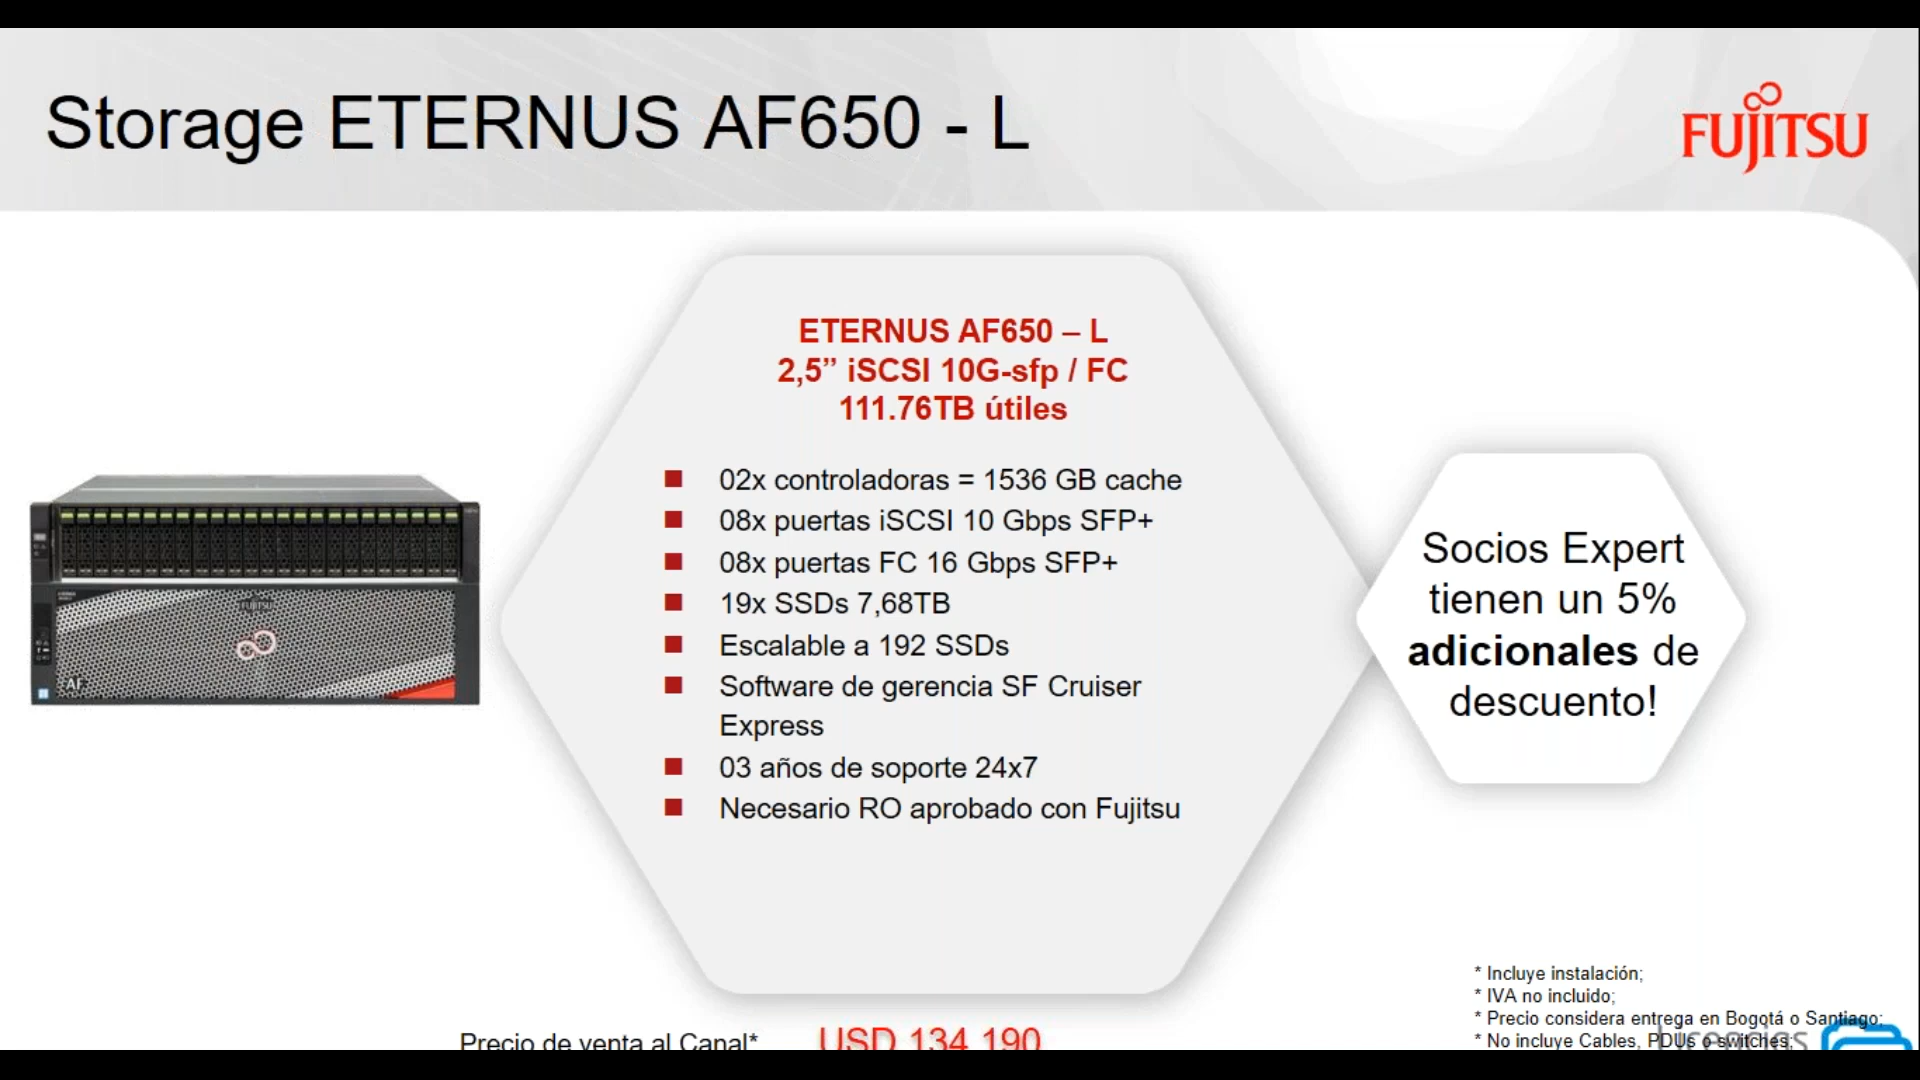 Storage ETERNUS AF650 - L
FUJITSU
ETERNUS AF650 – L
2,5” iSCSI 10G-sfp / FC
111.76TB útiles
02x controladoras = 1536 GB cache
08x puertas iSCSI 10 Gbps SFP+
08x puertas FC 16 Gbps SFP+
19x SSDs 7,68TB
Escalable a 192 SSDs
Software de gerencia SF Cruiser
Express
03 años de soporte 24x7
Necesario RO aprobado con Fujitsu
Socios Expert
tienen un 5%
adicionales de
descuento!
FUJITSU
AF
* Incluye instalación;
* IVA no incluido;
* Precio considera entrega en Bogotá o Santiago;
* No incluye Cables, PDUs o switches;
Licencias
Precio de venta al Canal* USD 134.190